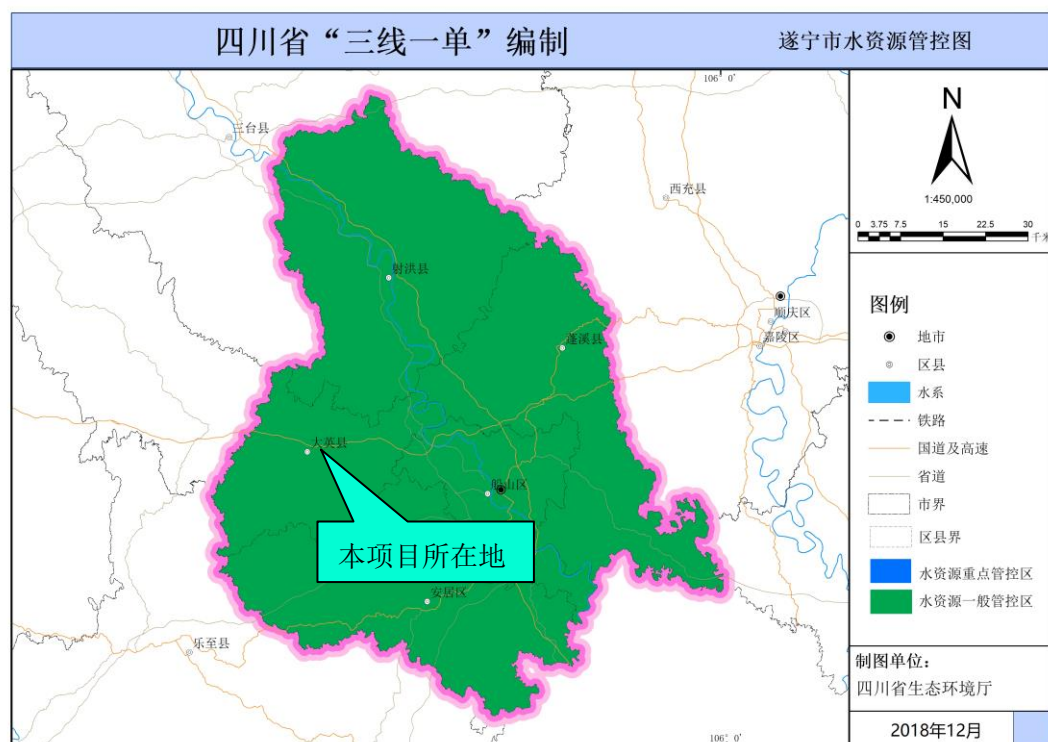 四川省“三线一单”编制
遂宁市水资源管控图
106° 0′
三台县
西充县
射洪县
顺庆区
嘉陵区
蓬溪县
大英县
船山区
本项目所在地
安居区
乐至县
106° 0′
N
1:450,000
0 3.75 7.5 15 22.5 30
千米
图例
地市
区县
水系
铁路
国道及高速
省道
市界
区县界
水资源重点管控区
水资源一般管控区
制图单位：
四川省生态环境厅
2018年12月